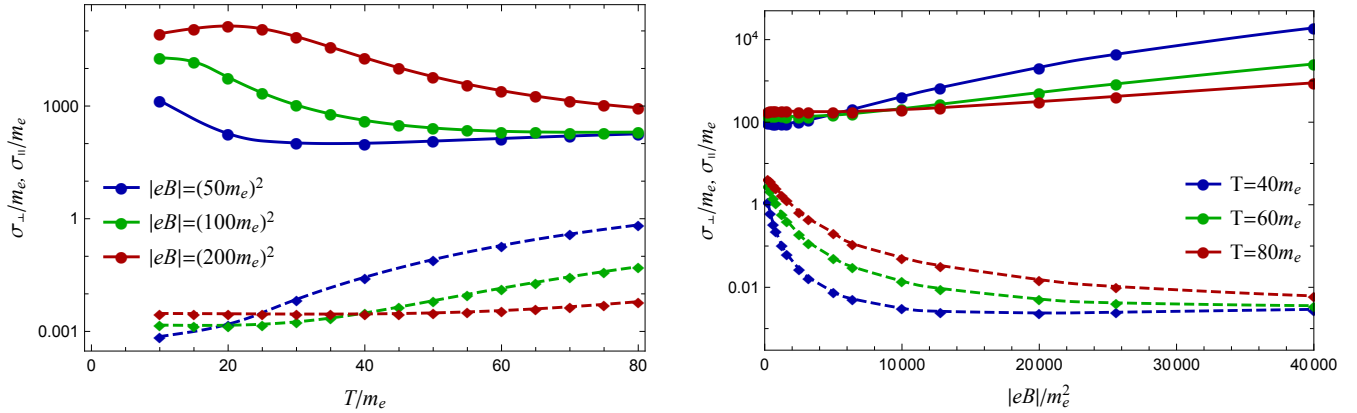 σ⊥/mₑ, σ∥/mₑ
1000
1
0.001
|eB|=(50mₑ)²
|eB|=(100mₑ)²
|eB|=(200mₑ)²
0 20 40 60 80
T/mₑ
σ⊥/mₑ, σ∥/mₑ
10⁴
100
1
0.01
T=40mₑ
T=60mₑ
T=80mₑ
0 10000 20000 30000 40000
|eB|/mₑ²